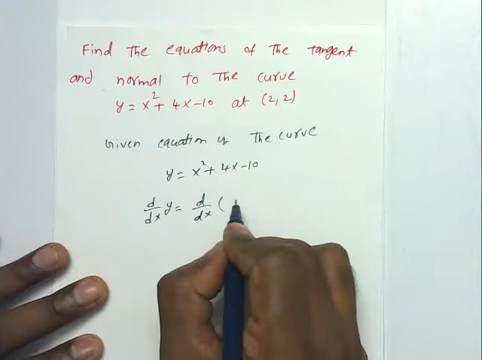 Find The equations of The Tangent
and normal to The curve
y = x² + 4x - 10 at (2, 2)
Given equation of The curve
y = x² + 4x - 10
d/dx y = d/dx (